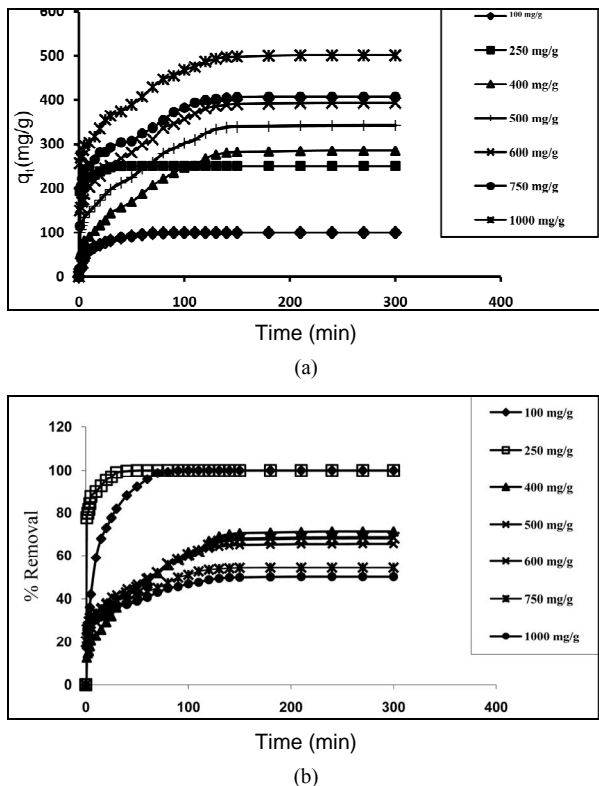 600
500
400
300
200
100
0
qt (mg/g)
0 100 200 300 400
Time (min)
100 mg/g
250 mg/g
400 mg/g
500 mg/g
600 mg/g
750 mg/g
1000 mg/g
(a)
120
100
80
60
40
20
0
% Removal
0 100 200 300 400
Time (min)
100 mg/g
250 mg/g
400 mg/g
500 mg/g
600 mg/g
750 mg/g
1000 mg/g
(b)